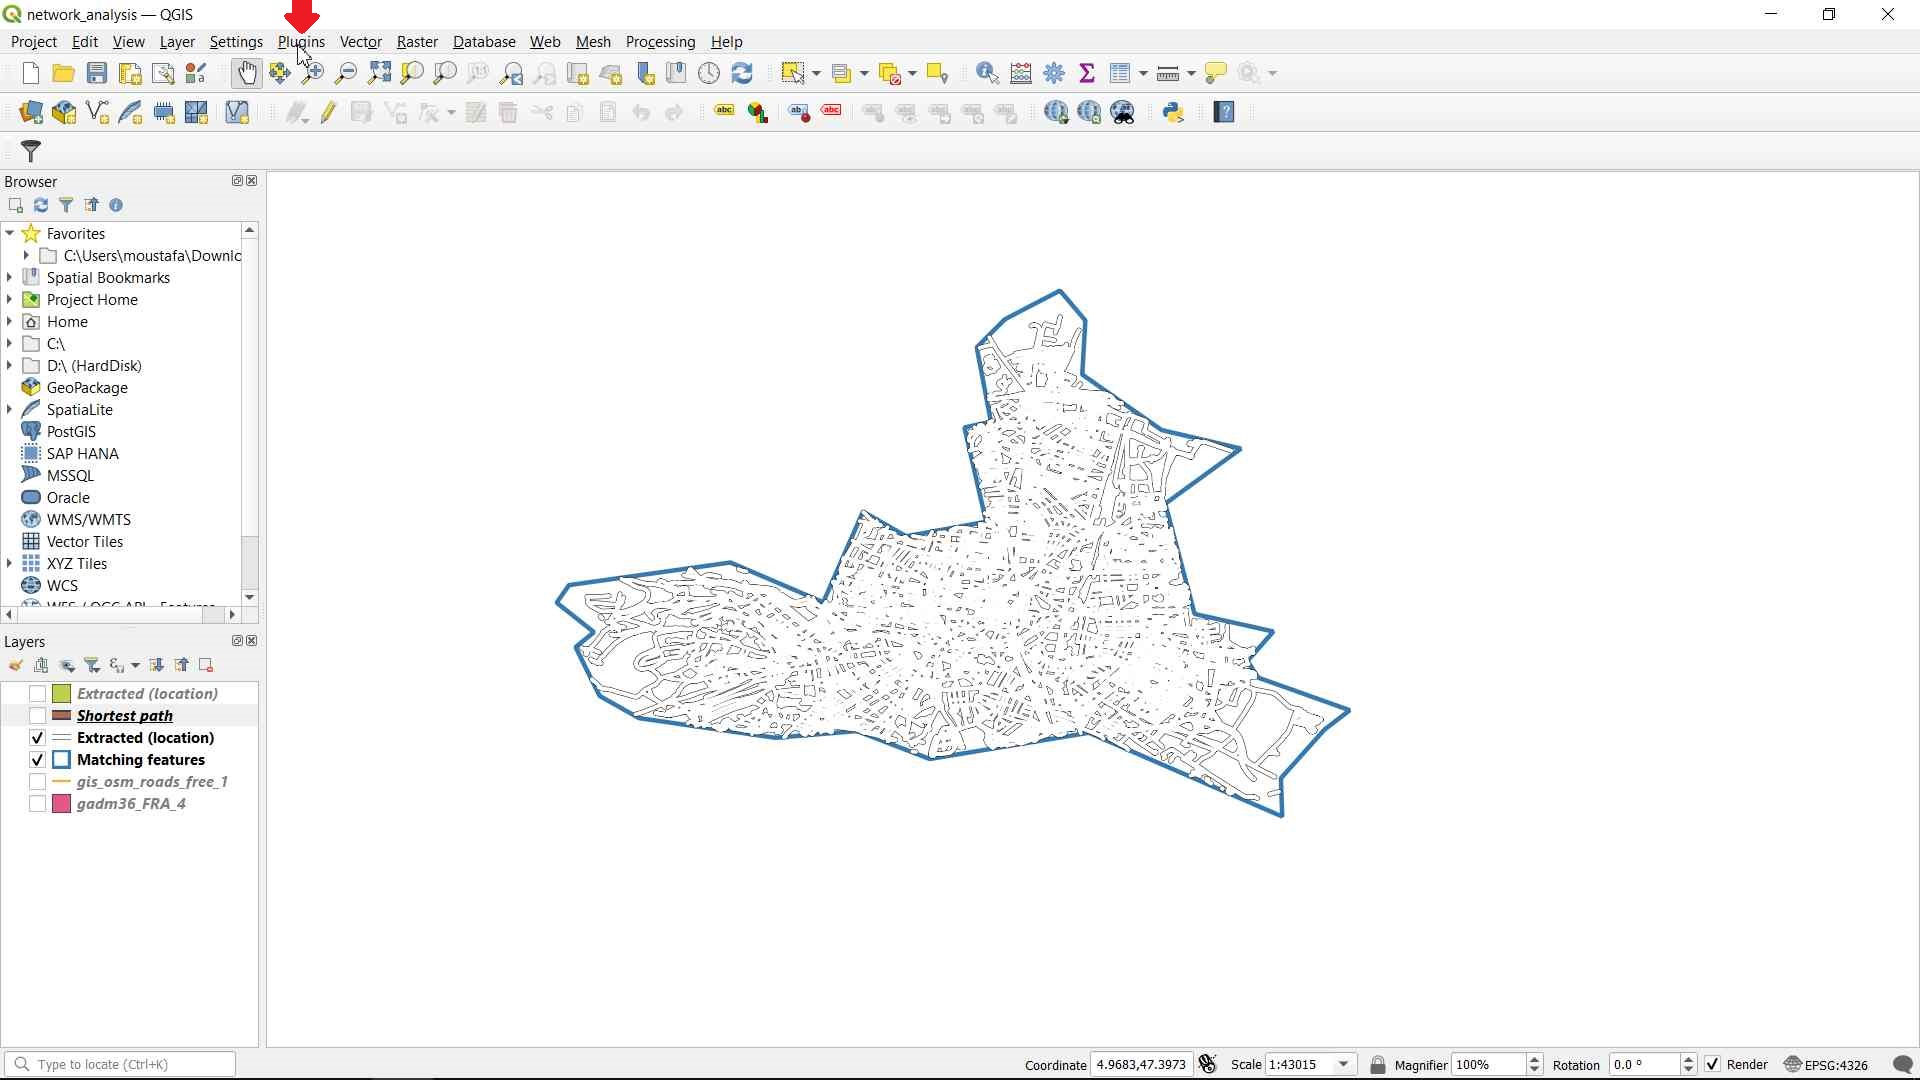 network_analysis — QGIS
Project Edit View Layer Settings Plugins Vector Raster Database Web Mesh Processing Help
abc abc abc
Browser
Favorites
C:\Users\moustafa\Downlc
Spatial Bookmarks
Project Home
Home
C:\
D:\ (HardDisk)
GeoPackage
SpatiaLite
PostGIS
SAP HANA
MSSQL
Oracle
WMS/WMTS
Vector Tiles
XYZ Tiles
WCS
Layers
Extracted (location)
Shortest path
Extracted (location)
Matching features
gis_osm_roads_free_1
gadm36_FRA_4
Type to locate (Ctrl+K)
Coordinate 4.9683,47.3973 Scale 1:43015 Magnifier 100% Rotation 0.0 ° Render EPSG:4326